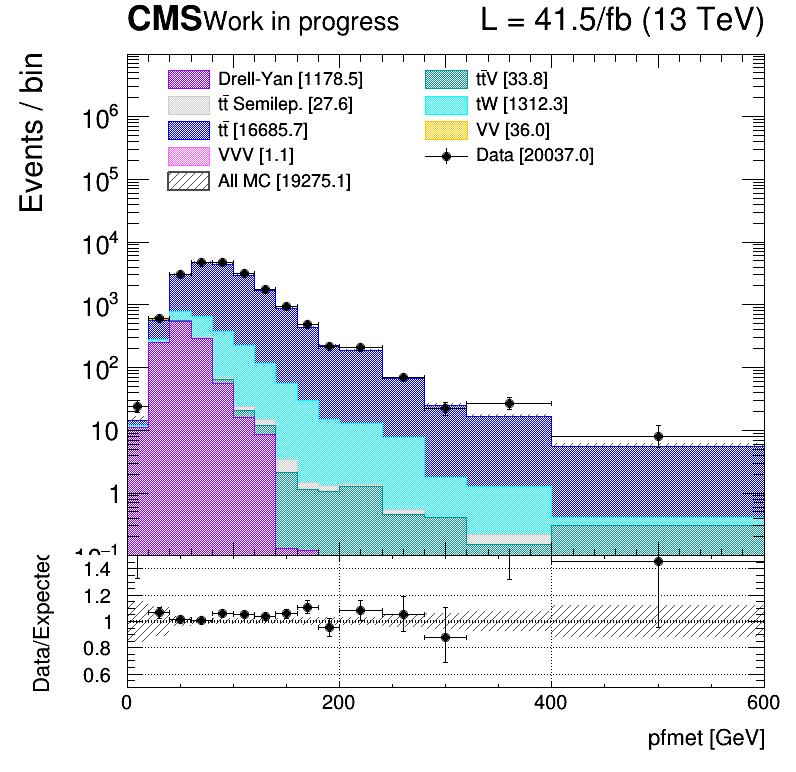 CMS Work in progress L = 41.5/fb (13 TeV)
Events / bin
Drell-Yan [1178.5] tt̄V [33.8]
tt̄ Semilep. [27.6] tW [1312.3]
tt̄ [16685.7] VV [36.0]
VVV [1.1] Data [20037.0]
All MC [19275.1]
10⁶
10⁵
10⁴
10³
10²
10
1
10⁻¹
Data/Expected
1.4
1.2
1
0.8
0.6
0 200 400 600
pfmet [GeV]